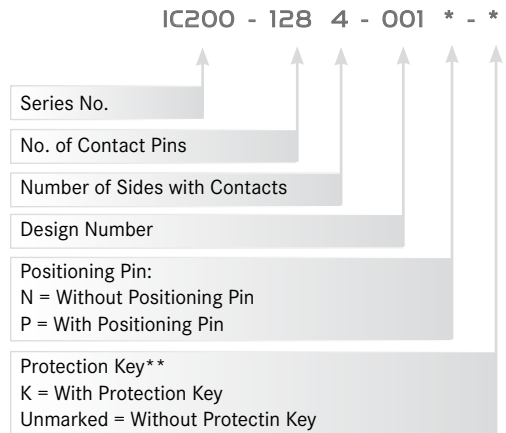 IC200 - 128 4 - 001 * - *
Series No.
No. of Contact Pins
Number of Sides with Contacts
Design Number
Positioning Pin:
N = Without Positioning Pin
P = With Positioning Pin
Protection Key**
K = With Protection Key
Unmarked = Without Protectin Key